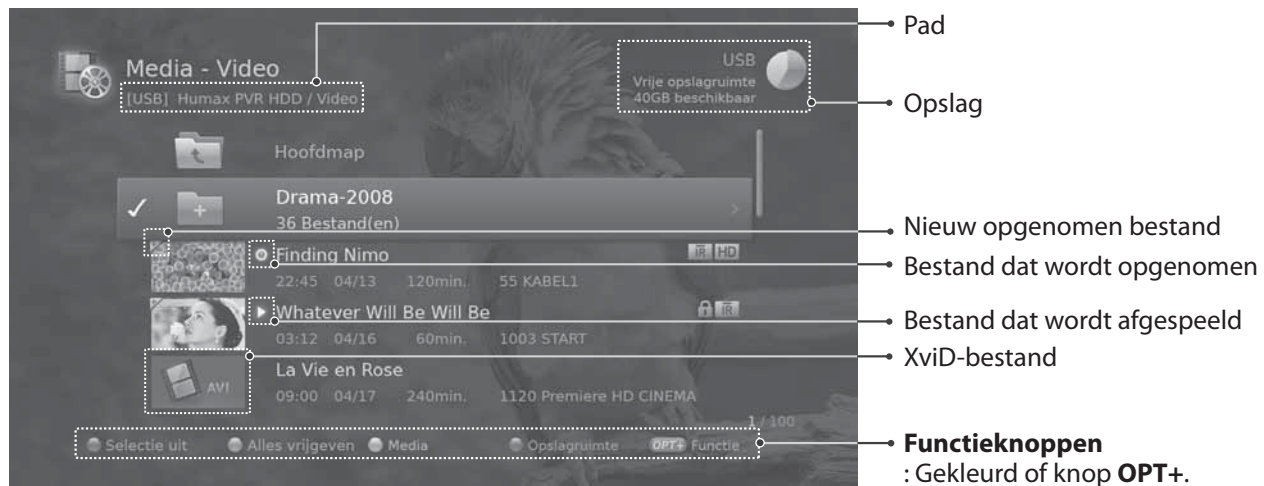 Pad
Media - Video
USB
[USB] Humax PVR HDD / Video
Vrije opslagruimte
40GB beschikbaar
Opslag
Hoofdmap
Drama-2008
36 Bestand(en)
Nieuw opgenomen bestand
Finding Nimo iR HD
Bestand dat wordt opgenomen
22:45 04/13 120min. 55 KABEL1
Whatever Will Be Will Be iR
Bestand dat wordt afgespeeld
03:12 04/16 60min. 1003 START
XviD-bestand
La Vie en Rose
AVI
09:00 04/17 240min. 1120 Premiere HD CINEMA
1 / 100
Selectie uit Alles vrijgeven Media Opslagruimte OPT+ Functie
Functieknoppen
: Gekleurd of knop OPT+.